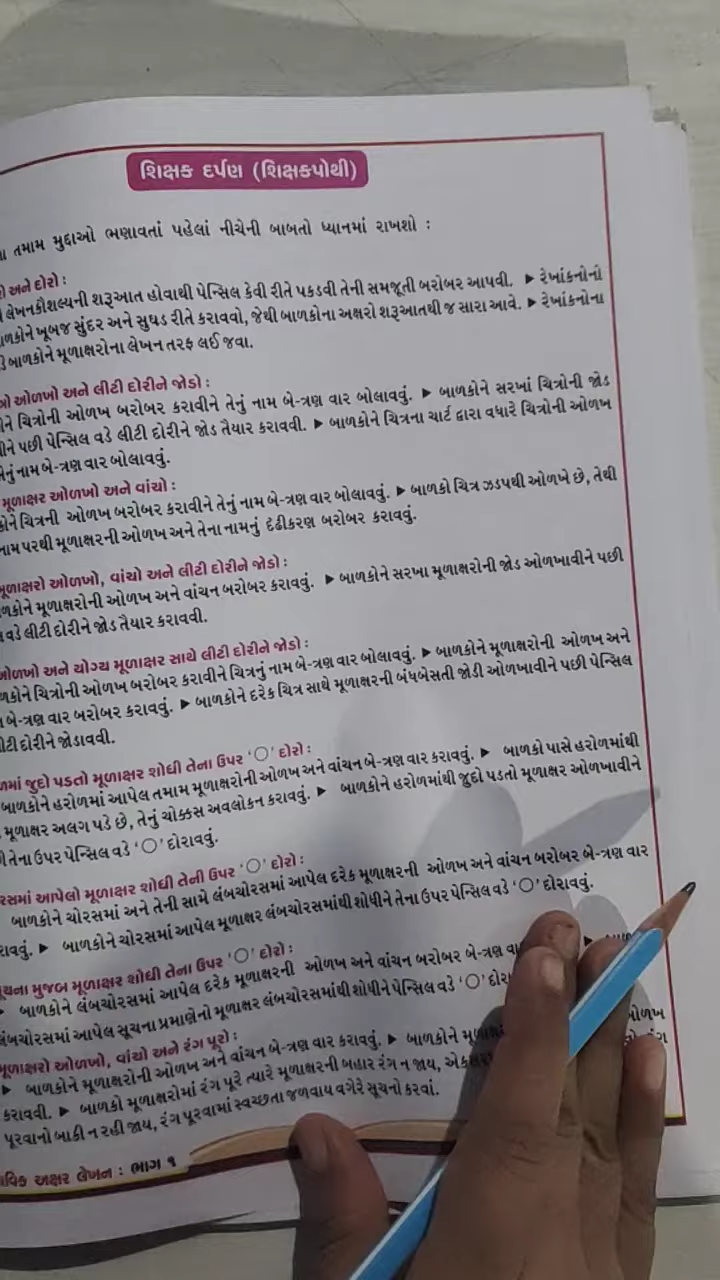 શિક્ષક દર્પણ (શિક્ષકપોથી)
તમામ મુદ્દાઓ ભણાવતાં પહેલાં નીચેની બાબતો ધ્યાનમાં રાખશો :
અને દોરો :
લેખનકૌશલ્યની શરૂઆત હોવાથી પેન્સિલ કેવી રીતે પકડવી તેની સમજૂતી બરોબર આપવી. ▶ રેખાંકનોનો
ખૂબજ સુંદર અને સુઘડ રીતે કરાવવો, જેથી બાળકોના અક્ષરો શરૂઆતથી જ સારા આવે. ▶ રેખાંકનોના
બાળકોને મૂળાક્ષરોના લેખન તરફ લઈ જવા.
ઓળખો અને લીટી દોરીને જોડો :
ચિત્રોની ઓળખ બરોબર કરાવીને તેનું નામ બે-ત્રણ વાર બોલાવવું. ▶ બાળકોને સરખાં ચિત્રોની જોડ
પછી પેન્સિલ વડે લીટી દોરીને જોડ તૈયાર કરાવવી. ▶ બાળકોને ચિત્રના ચાર્ટ દ્વારા વધારે ચિત્રોની ઓળખ
નામ બે-ત્રણ વાર બોલાવવું.
મૂળાક્ષર ઓળખો અને વાંચો :
ચિત્રની ઓળખ બરોબર કરાવીને તેનું નામ બે-ત્રણ વાર બોલાવવું. ▶ બાળકો ચિત્ર ઝડપથી ઓળખે છે, તેથી
નામ પરથી મૂળાક્ષરની ઓળખ અને તેના નામનું દૃઢીકરણ બરોબર કરાવવું.
ઓળખો, વાંચો અને લીટી દોરીને જોડો :
મૂળાક્ષરોની ઓળખ અને વાંચન બરોબર કરાવવું. ▶ બાળકોને સરખા મૂળાક્ષરોની જોડ ઓળખાવીને પછી
વડે લીટી દોરીને જોડ તૈયાર કરાવવી.
ઓળખો અને યોગ્ય મૂળાક્ષર સાથે લીટી દોરીને જોડો :
ચિત્રોની ઓળખ બરોબર કરાવીને ચિત્રનું નામ બે-ત્રણ વાર બોલાવવું. ▶ બાળકોને મૂળાક્ષરોની ઓળખ અને
બે-ત્રણ વાર બરોબર કરાવવું. ▶ બાળકોને દરેક ચિત્ર સાથે મૂળાક્ષરની બંધબેસતી જોડી ઓળખાવીને પછી પેન્સિલ
દોરીને જોડાવવી.
જુદો પડતો મૂળાક્ષર શોધી તેના ઉપર ‘○’ દોરો :
બાળકોને હરોળમાં આપેલ તમામ મૂળાક્ષરોની ઓળખ અને વાંચન બે-ત્રણ વાર કરાવવું. ▶ બાળકો પાસે હરોળમાંથી
મૂળાક્ષર અલગ પડે છે, તેનું ચોક્કસ અવલોકન કરાવવું. ▶ બાળકોને હરોળમાંથી જુદો પડતો મૂળાક્ષર ઓળખાવીને
તેના ઉપર પેન્સિલ વડે ‘○’ દોરાવવું.
આપેલો મૂળાક્ષર શોધી તેની ઉપર ‘○’ દોરો :
બાળકોને ચોરસમાં અને તેની સામે લંબચોરસમાં આપેલ દરેક મૂળાક્ષરની ઓળખ અને વાંચન બરોબર બે-ત્રણ વાર
▶ બાળકોને ચોરસમાં આપેલ મૂળાક્ષર લંબચોરસમાંથી શોધીને તેના ઉપર પેન્સિલ વડે ‘○’ દોરાવવું.
મુજબ મૂળાક્ષર શોધી તેના ઉપર ‘○’ દોરો :
▶ બાળકોને લંબચોરસમાં આપેલ દરેક મૂળાક્ષરની ઓળખ અને વાંચન બરોબર બે-ત્રણ
લંબચોરસમાં આપેલ સૂચના પ્રમાણેનો મૂળાક્ષર લંબચોરસમાંથી શોધીને પેન્સિલ વડે ‘○’
ઓળખો, વાંચો અને રંગ પૂરો :
▶ બાળકોને મૂળાક્ષરોની ઓળખ અને વાંચન બે-ત્રણ વાર કરાવવું. ▶ બાળકોને ઓળખ
કરાવવી. ▶ બાળકો મૂળાક્ષરોમાં રંગ પૂરે ત્યારે મૂળાક્ષરની બહાર રંગ ન જાય, રંગ
પૂરવાનો બાકી ન રહી જાય, રંગ પૂરવામાં સ્વચ્છતા જળવાય વગેરે સૂચનો કરવાં.
અક્ષર લેખન : ભાગ ૧